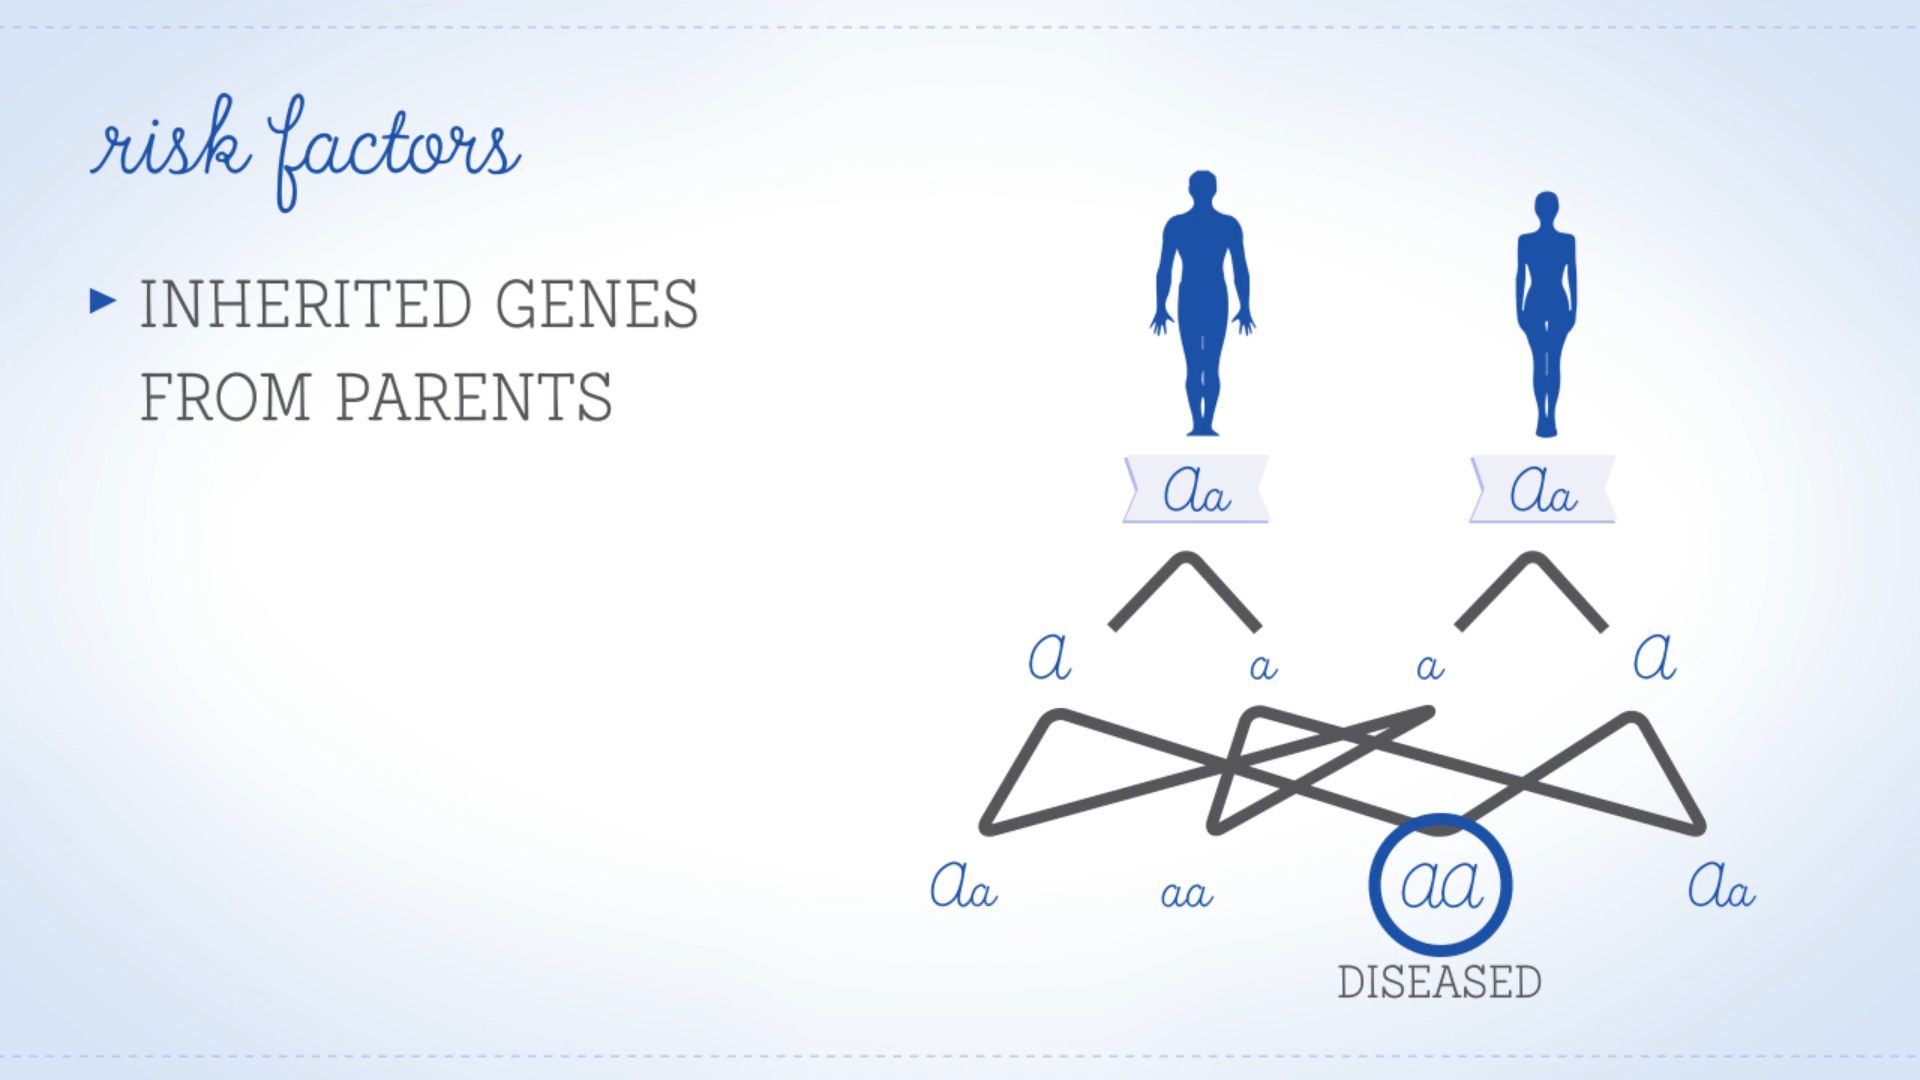 risk factors
▶ INHERITED GENES
FROM PARENTS
Aa Aa
A a a A
Aa aa AA Aa
DISEASED